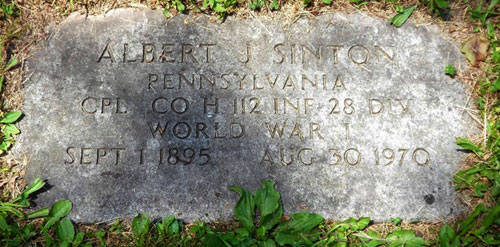 ALBERT J SINTON
PENNSYLVANIA
CPL CO H 112 INF 28 DIV
WORLD WAR I
SEPT 1 1895 AUG 30 1970